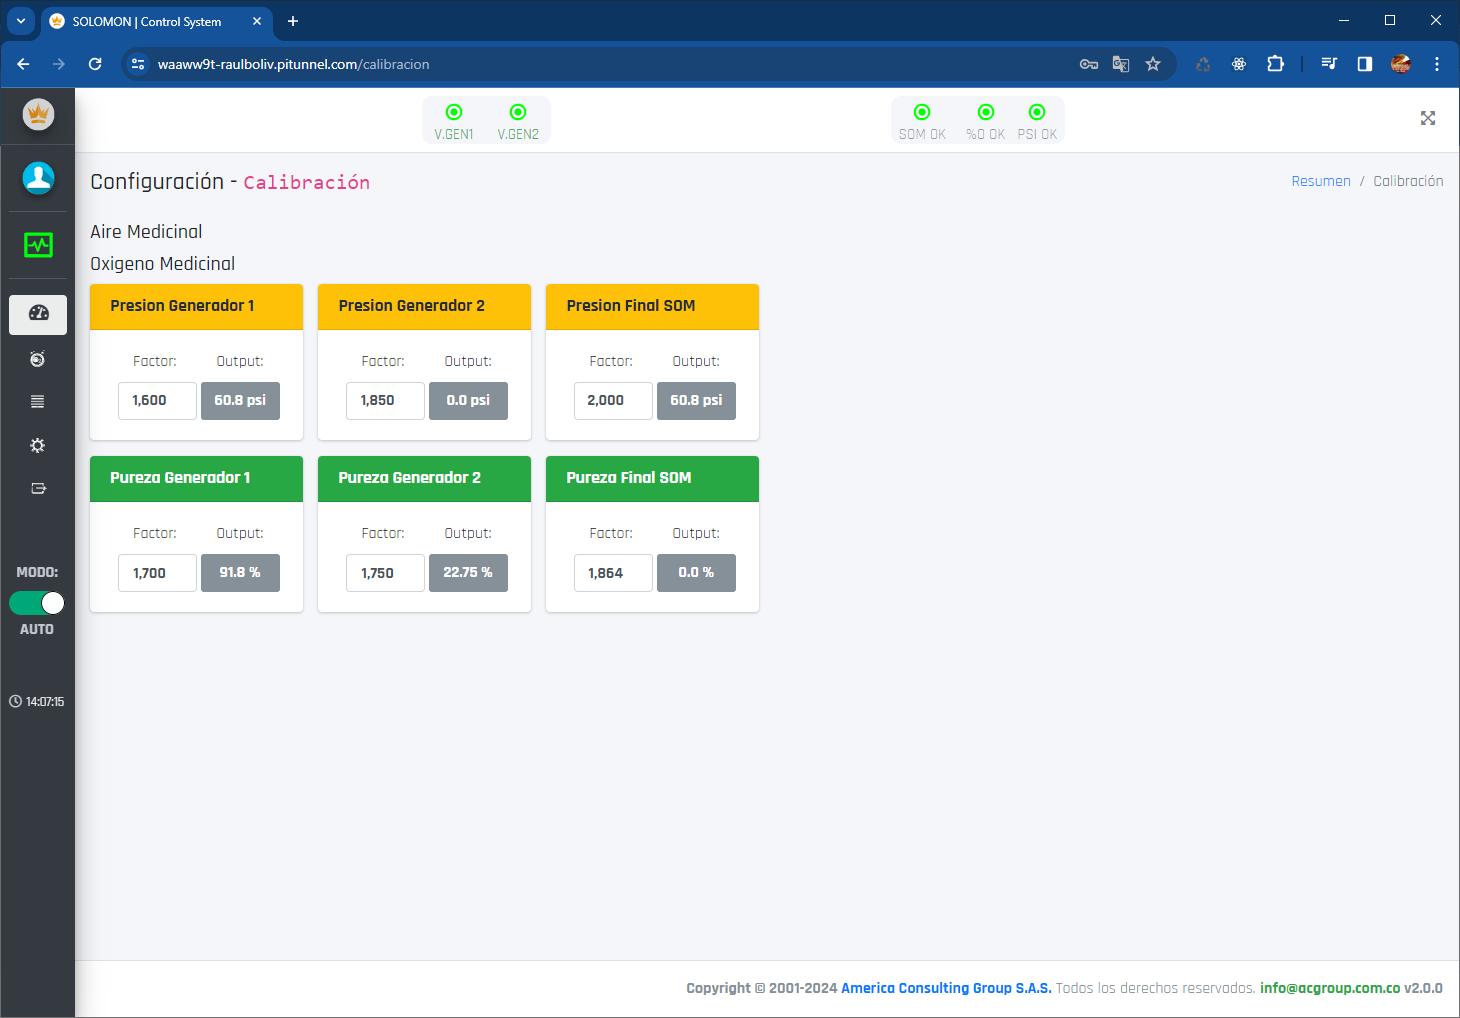 SOLOMON | Control System
waaww9t-raulboliv.pitunnel.com/calibracion
V.GEN1 V.GEN2 SOM OK %O OK PSI OK
Configuración - Calibración
Resumen / Calibración
Aire Medicinal
Oxigeno Medicinal
Presion Generador 1
Factor: Output:
1,600 60.8 psi
Presion Generador 2
Factor: Output:
1,850 0.0 psi
Presion Final SOM
Factor: Output:
2,000 60.8 psi
Pureza Generador 1
Factor: Output:
1,700 91.8 %
Pureza Generador 2
Factor: Output:
1,750 22.75 %
Pureza Final SOM
Factor: Output:
1,864 0.0 %
MODO:
AUTO
14:07:15
Copyright © 2001-2024 America Consulting Group S.A.S. Todos los derechos reservados. info@acgroup.com.co v2.0.0